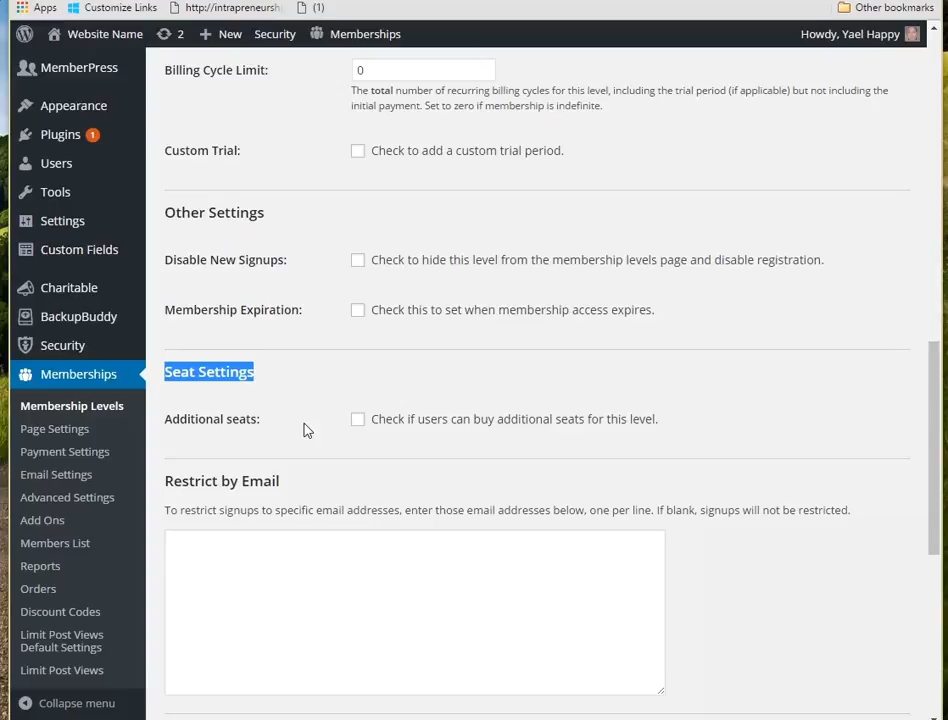 Apps Customize Links http://intrapreneursh (1) Other bookmarks
Website Name 2 New Security Memberships Howdy, Yael Happy
MemberPress
Appearance
Plugins 1
Users
Tools
Settings
Custom Fields
Charitable
BackupBuddy
Security
Memberships
Membership Levels
Page Settings
Payment Settings
Email Settings
Advanced Settings
Add Ons
Members List
Reports
Orders
Discount Codes
Limit Post Views
Default Settings
Limit Post Views
Collapse menu
Billing Cycle Limit: 0
The total number of recurring billing cycles for this level, including the trial period (if applicable) but not including the
initial payment. Set to zero if membership is indefinite.
Custom Trial: Check to add a custom trial period.
Other Settings
Disable New Signups: Check to hide this level from the membership levels page and disable registration.
Membership Expiration: Check this to set when membership access expires.
Seat Settings
Additional seats: Check if users can buy additional seats for this level.
Restrict by Email
To restrict signups to specific email addresses, enter those email addresses below, one per line. If blank, signups will not be restricted.